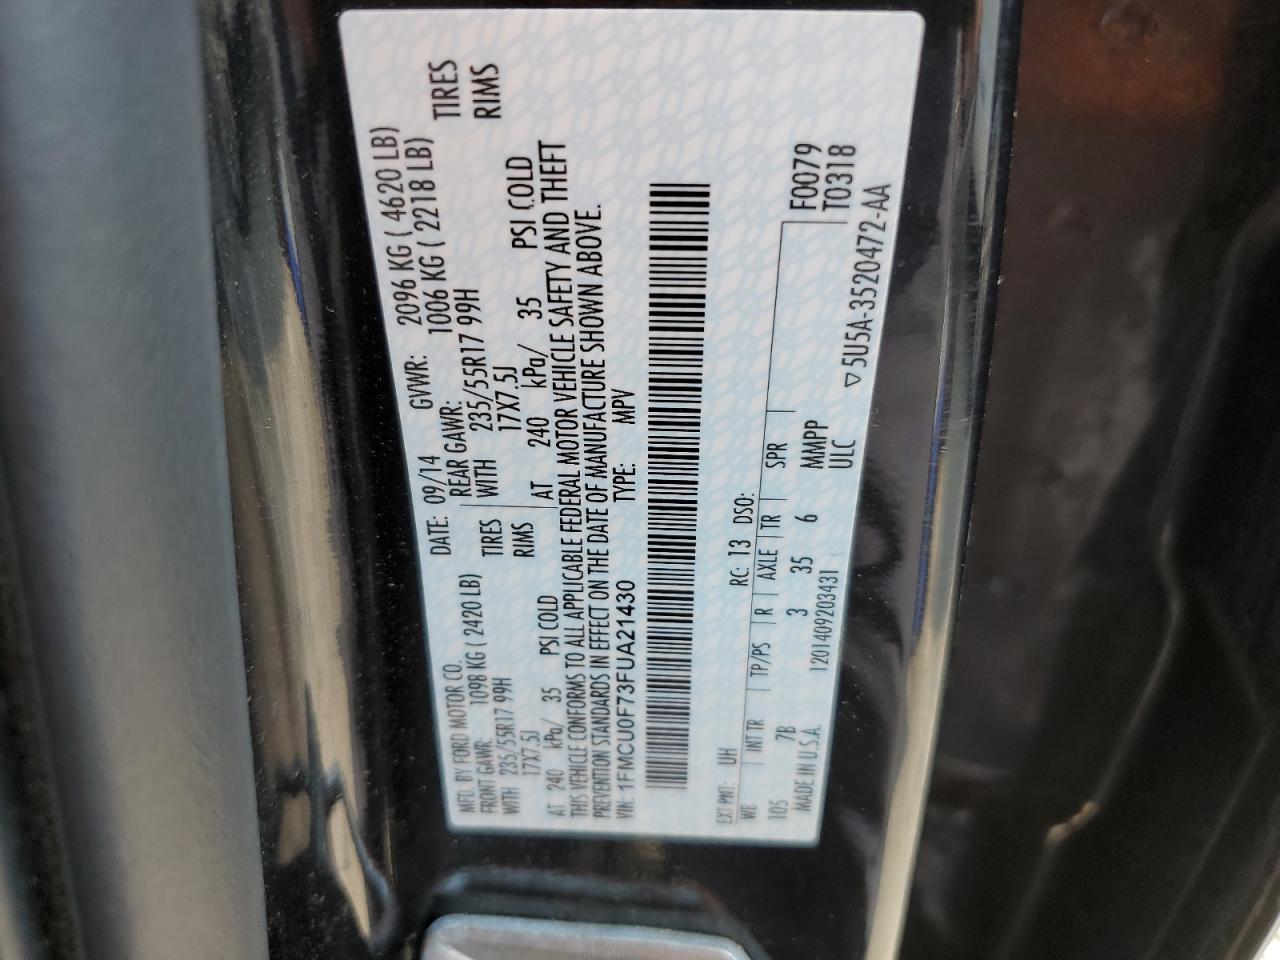 MFD. BY FORD MOTOR CO. DATE: 09/14 GVWR: 2096 KG ( 4620 LB)
FRONT GAWR: 1098 KG ( 2420 LB) REAR GAWR: 1006 KG ( 2218 LB)
WITH 235/55R17 99H TIRES WITH 235/55R17 99H TIRES
17X7.5J RIMS 17X7.5J RIMS
AT 240 kPa/ 35 PSI COLD AT 240 kPa/ 35 PSI COLD
THIS VEHICLE CONFORMS TO ALL APPLICABLE FEDERAL MOTOR VEHICLE SAFETY AND THEFT
PREVENTION STANDARDS IN EFFECT ON THE DATE OF MANUFACTURE SHOWN ABOVE.
VIN: 1FMCU0F73FUA21430 TYPE: MPV
EXT PNT: UH RC: 13 DSO: F0079
WB INT TR TP/PS R AXLE TR SPR T0318
105 7B 3 35 6 MMPP
MADE IN U.S.A. 1201409203431 ULC ▽5U5A-3520472-AA